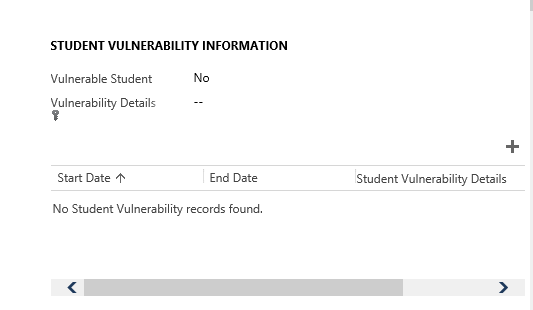 STUDENT VULNERABILITY INFORMATION
Vulnerable Student No
Vulnerability Details --
Start Date End Date Student Vulnerability Details
No Student Vulnerability records found.